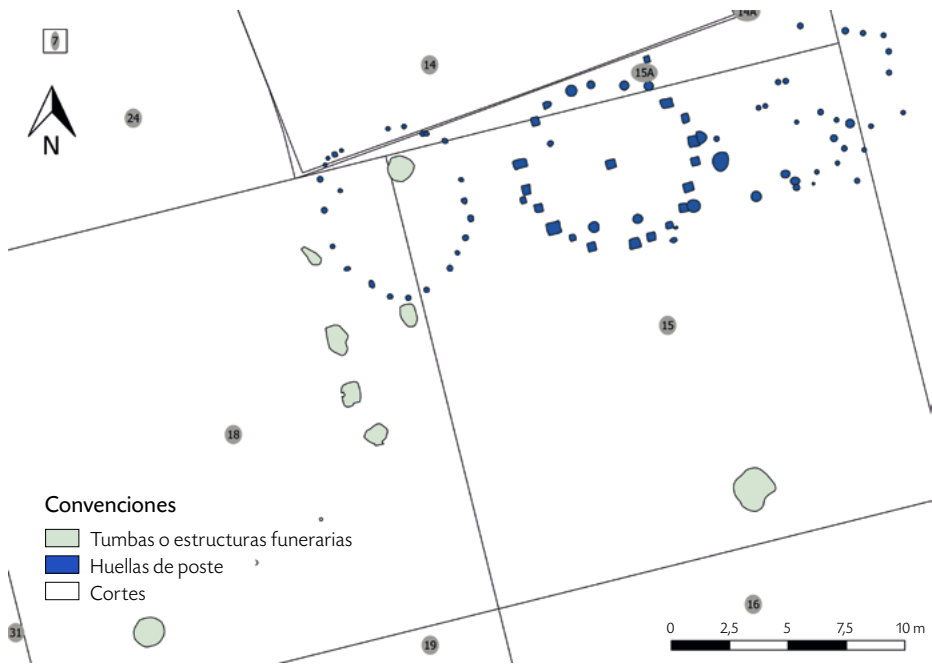 7
14A
14
15A
24
N
15
18
Convenciones
Tumbas o estructuras funerarias
Huellas de poste
Cortes
16
31
19
0 2,5 5 7,5 10 m